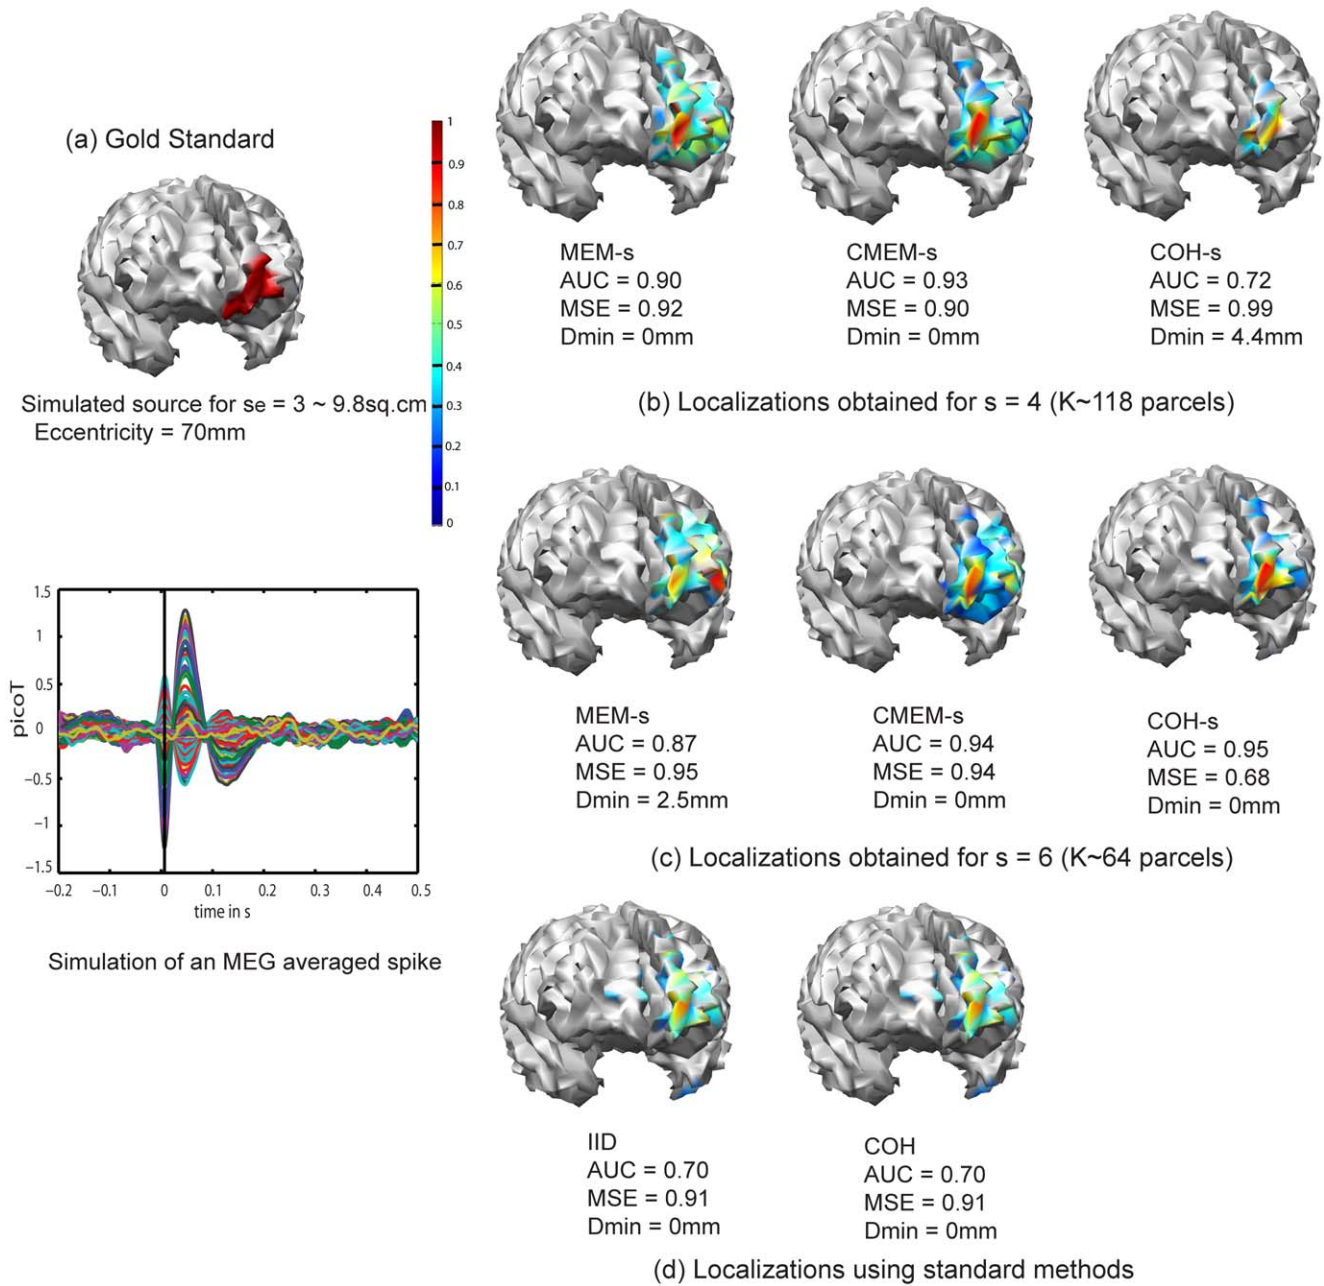 (a) Gold Standard
1
0.9
0.8
0.7
0.6
0.5
0.4
0.3
0.2
0.1
0
Simulated source for se = 3 ~ 9.8sq.cm
Eccentricity = 70mm
MEM-s
AUC = 0.90
MSE = 0.92
Dmin = 0mm
CMEM-s
AUC = 0.93
MSE = 0.90
Dmin = 0mm
COH-s
AUC = 0.72
MSE = 0.99
Dmin = 4.4mm
(b) Localizations obtained for s = 4 (K~118 parcels)
1.5
1
0.5
0
−0.5
−1
−1.5
picoT
−0.2 −0.1 0 0.1 0.2 0.3 0.4 0.5
time in s
Simulation of an MEG averaged spike
MEM-s
AUC = 0.87
MSE = 0.95
Dmin = 2.5mm
CMEM-s
AUC = 0.94
MSE = 0.94
Dmin = 0mm
COH-s
AUC = 0.95
MSE = 0.68
Dmin = 0mm
(c) Localizations obtained for s = 6 (K~64 parcels)
IID
AUC = 0.70
MSE = 0.91
Dmin = 0mm
COH
AUC = 0.70
MSE = 0.91
Dmin = 0mm
(d) Localizations using standard methods